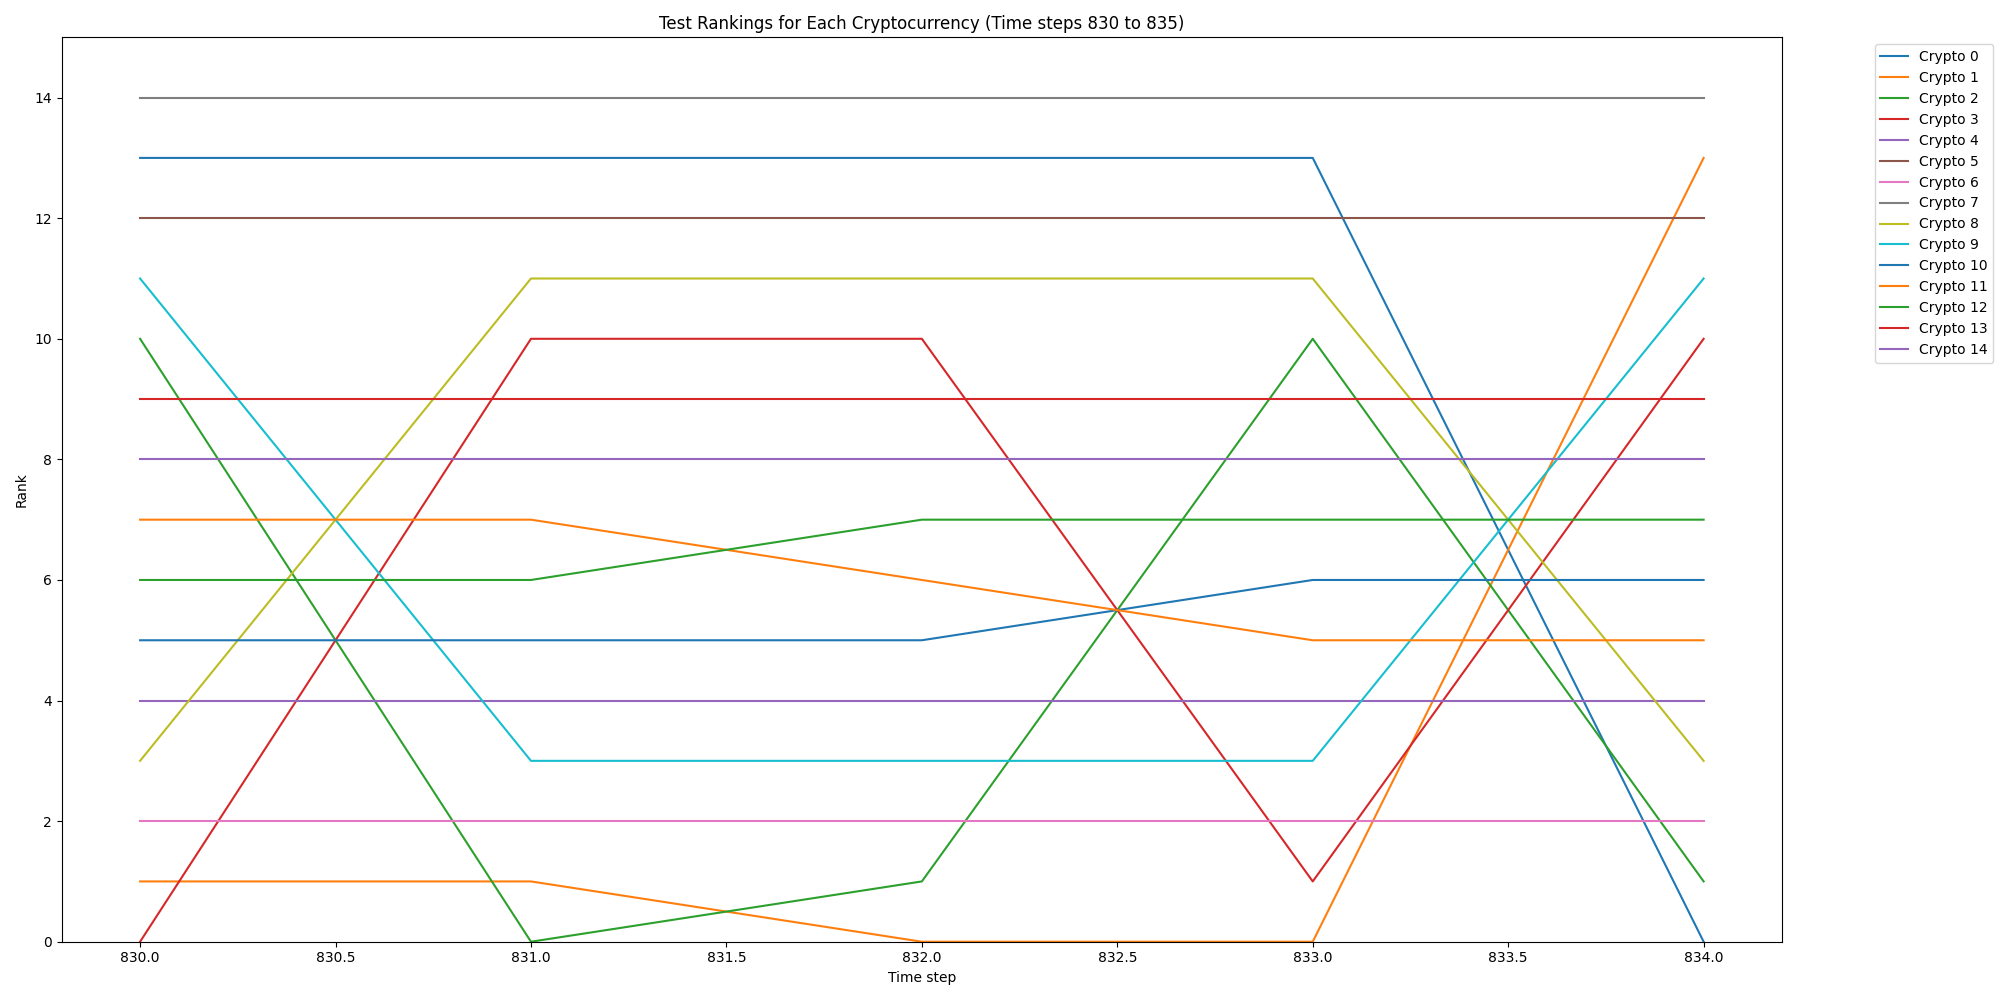 Test Rankings for Each Cryptocurrency (Time steps 830 to 835)
Rank
14
12
10
8
6
4
2
0
830.0
830.5
831.0
831.5
832.0
832.5
833.0
833.5
834.0
Time step
Crypto 0
Crypto 1
Crypto 2
Crypto 3
Crypto 4
Crypto 5
Crypto 6
Crypto 7
Crypto 8
Crypto 9
Crypto 10
Crypto 11
Crypto 12
Crypto 13
Crypto 14